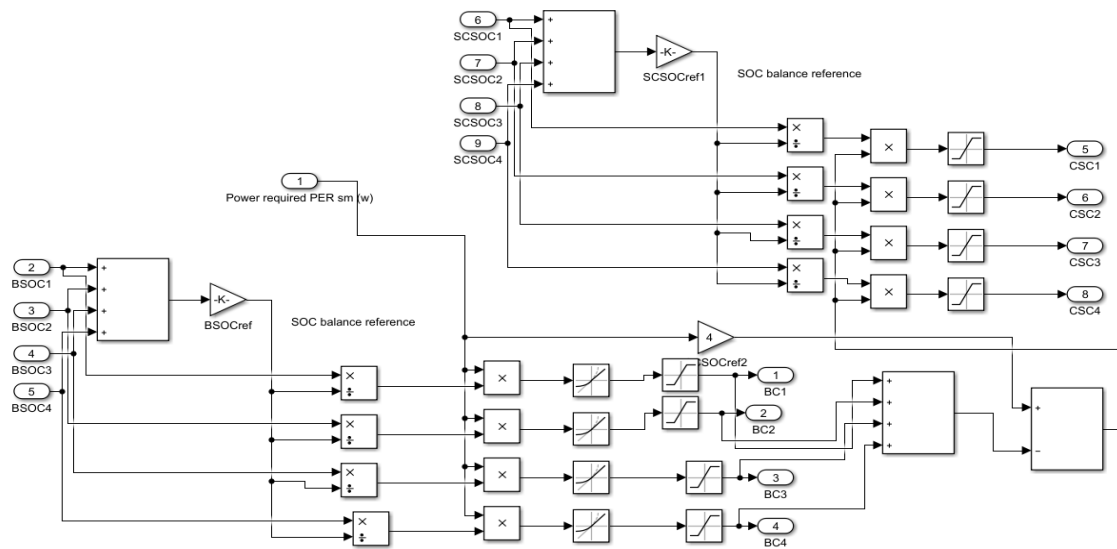 6
SCSOC1
7
SCSOC2
8
SCSOC3
9
SCSOC4
+
+
+
+
-K-
SCSOCref1
SOC balance reference
×
÷
×
÷
×
÷
×
÷
×
×
×
×
5
CSC1
6
CSC2
7
CSC3
8
CSC4
1
Power required PER sm (w)
2
BSOC1
3
BSOC2
4
BSOC3
5
BSOC4
+
+
+
+
-K-
BSOCref
SOC balance reference
4
SOCref2
×
÷
×
÷
×
÷
×
÷
×
×
×
×
1
BC1
2
BC2
3
BC3
4
BC4
+
+
+
+
+
−